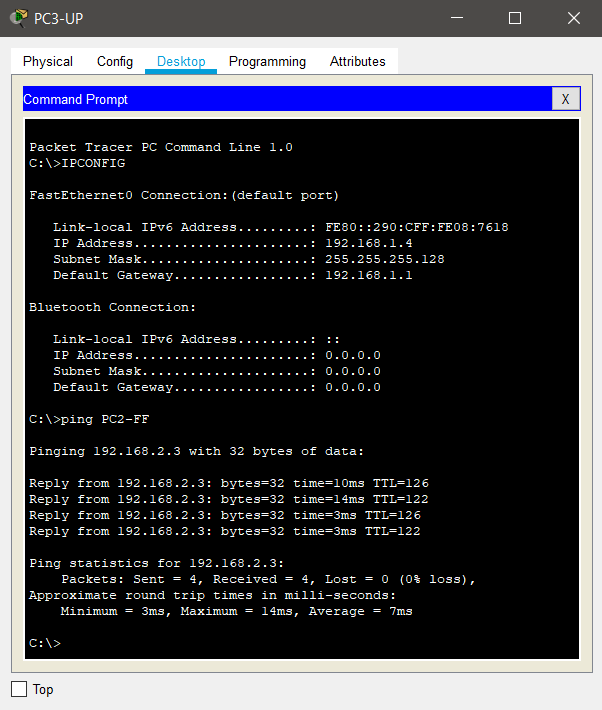 PC3-UP
Physical Config Desktop Programming Attributes
Command Prompt X
Packet Tracer PC Command Line 1.0
C:\>IPCONFIG
FastEthernet0 Connection:(default port)
Link-local IPv6 Address.........: FE80::290:CFF:FE08:7618
IP Address......................: 192.168.1.4
Subnet Mask.....................: 255.255.255.128
Default Gateway.................: 192.168.1.1
Bluetooth Connection:
Link-local IPv6 Address.........: ::
IP Address......................: 0.0.0.0
Subnet Mask.....................: 0.0.0.0
Default Gateway.................: 0.0.0.0
C:\>ping PC2-FF
Pinging 192.168.2.3 with 32 bytes of data:
Reply from 192.168.2.3: bytes=32 time=10ms TTL=126
Reply from 192.168.2.3: bytes=32 time=14ms TTL=122
Reply from 192.168.2.3: bytes=32 time=3ms TTL=126
Reply from 192.168.2.3: bytes=32 time=3ms TTL=122
Ping statistics for 192.168.2.3:
Packets: Sent = 4, Received = 4, Lost = 0 (0% loss),
Approximate round trip times in milli-seconds:
Minimum = 3ms, Maximum = 14ms, Average = 7ms
C:\>
Top